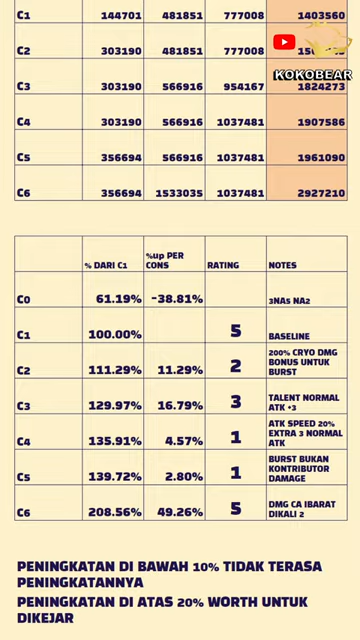 C1 144701 481851 777008 1403560
C2 303190 481851 777008
KOKOBEAR
C3 303190 566916 954167 1824273
C4 303190 566916 1037481 1907586
C5 356694 566916 1037481 1961090
C6 356694 1533035 1037481 2927210
% DARI C1 %up PER CONS RATING NOTES
C0 61.19% -38.81% 3NA5 NA2
C1 100.00% 5 BASELINE
C2 111.29% 11.29% 2 200% CRYO DMG BONUS UNTUK BURST
C3 129.97% 16.79% 3 TALENT NORMAL ATK +3
C4 135.91% 4.57% 1 ATK SPEED 20% EXTRA 3 NORMAL ATK
C5 139.72% 2.80% 1 BURST BUKAN KONTRIBUTOR DAMAGE
C6 208.56% 49.26% 5 DMG CA IBARAT DIKALI 2
PENINGKATAN DI BAWAH 10% TIDAK TERASA
PENINGKATANNYA
PENINGKATAN DI ATAS 20% WORTH UNTUK
DIKEJAR